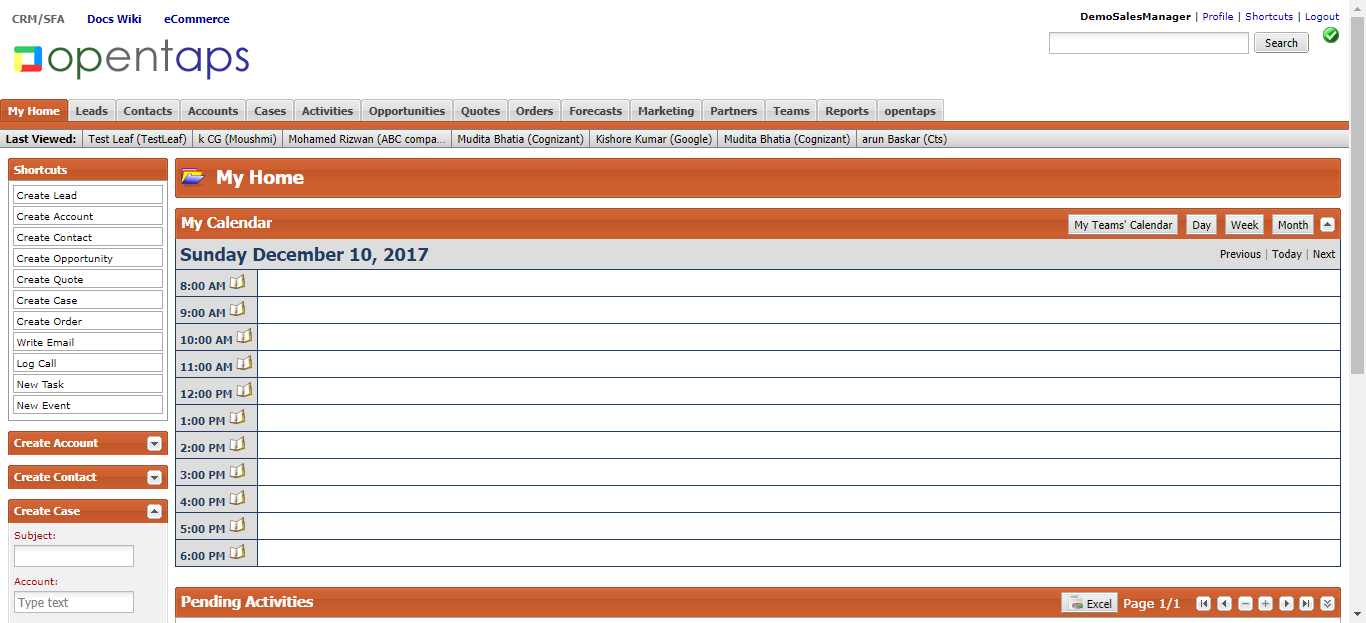 CRM/SFA Docs Wiki eCommerce
DemoSalesManager | Profile | Shortcuts | Logout
opentaps
Search
My Home Leads Contacts Accounts Cases Activities Opportunities Quotes Orders Forecasts Marketing Partners Teams Reports opentaps
Last Viewed: Test Leaf (TestLeaf) k CG (Moushmi) Mohamed Rizwan (ABC compa... Mudita Bhatia (Cognizant) Kishore Kumar (Google) Mudita Bhatia (Cognizant) arun Baskar (Cts)
Shortcuts
Create Lead
Create Account
Create Contact
Create Opportunity
Create Quote
Create Case
Create Order
Write Email
Log Call
New Task
New Event
Create Account
Create Contact
Create Case
Subject:
Account:
Type text
My Home
My Calendar
My Teams' Calendar Day Week Month
Sunday December 10, 2017
Previous | Today | Next
8:00 AM
9:00 AM
10:00 AM
11:00 AM
12:00 PM
1:00 PM
2:00 PM
3:00 PM
4:00 PM
5:00 PM
6:00 PM
Pending Activities
Excel Page 1/1